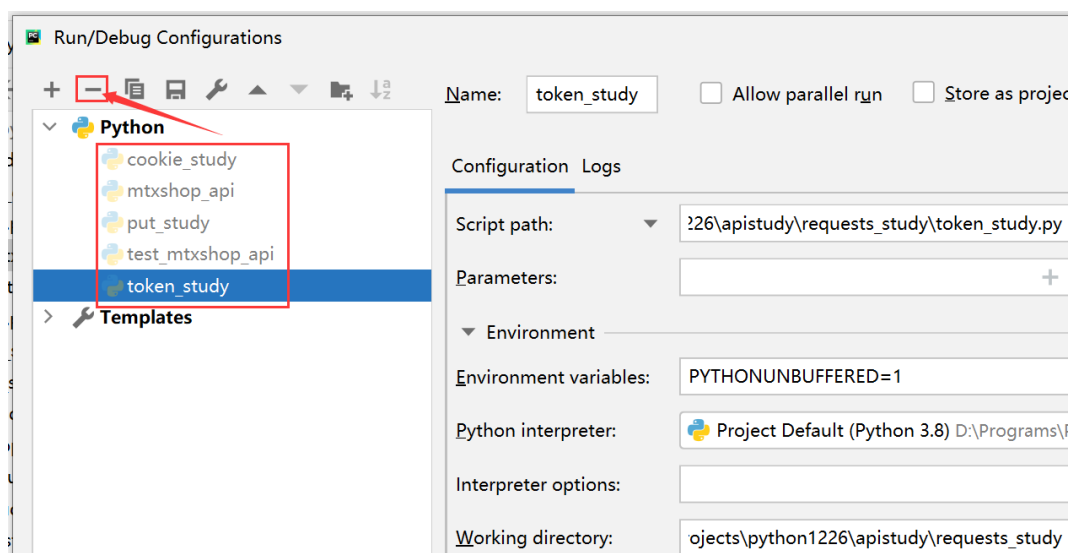 Run/Debug Configurations
Name: token_study Allow parallel run Store as projec
Python
cookie_study
mtxshop_api
put_study
test_mtxshop_api
token_study
Templates
Configuration Logs
Script path: 226\apistudy\requests_study\token_study.py
Parameters:
Environment
Environment variables: PYTHONUNBUFFERED=1
Python interpreter: Project Default (Python 3.8) D:\Programs\P
Interpreter options:
Working directory: ojects\python1226\apistudy\requests_study